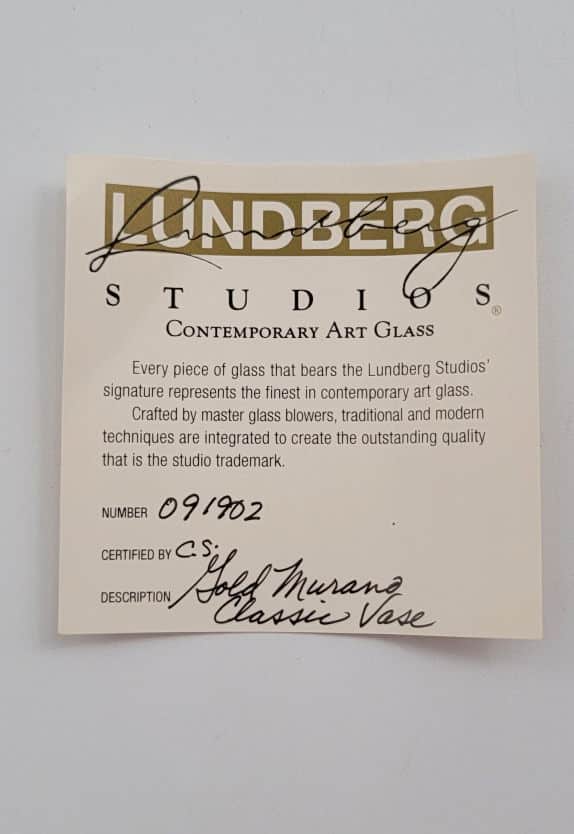 LUNDBERG
Lundberg
STUDIOS®
CONTEMPORARY ART GLASS
Every piece of glass that bears the Lundberg Studios'
signature represents the finest in contemporary art glass.
Crafted by master glass blowers, traditional and modern
techniques are integrated to create the outstanding quality
that is the studio trademark.
NUMBER 091902
CERTIFIED BY C.S.
DESCRIPTION Gold Murano
Classic Vase